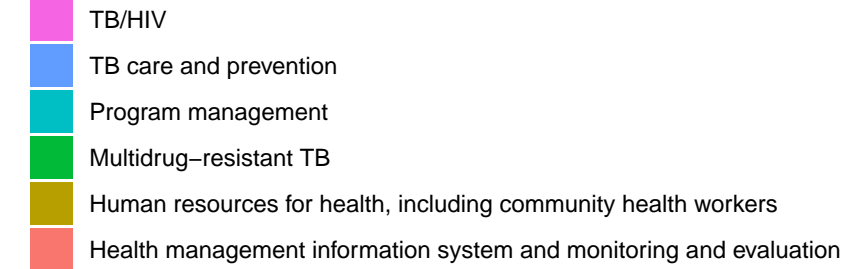 TB/HIV
TB care and prevention
Program management
Multidrug−resistant TB
Human resources for health, including community health workers
Health management information system and monitoring and evaluation